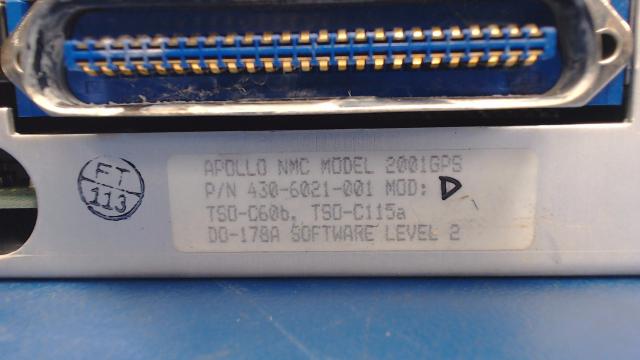 APOLLO NMC MODEL 2001GPS
P/N 430-6021-001 MOD: D
TSO-C60b, TSO-C115a
DO-178A SOFTWARE LEVEL 2
FT
113